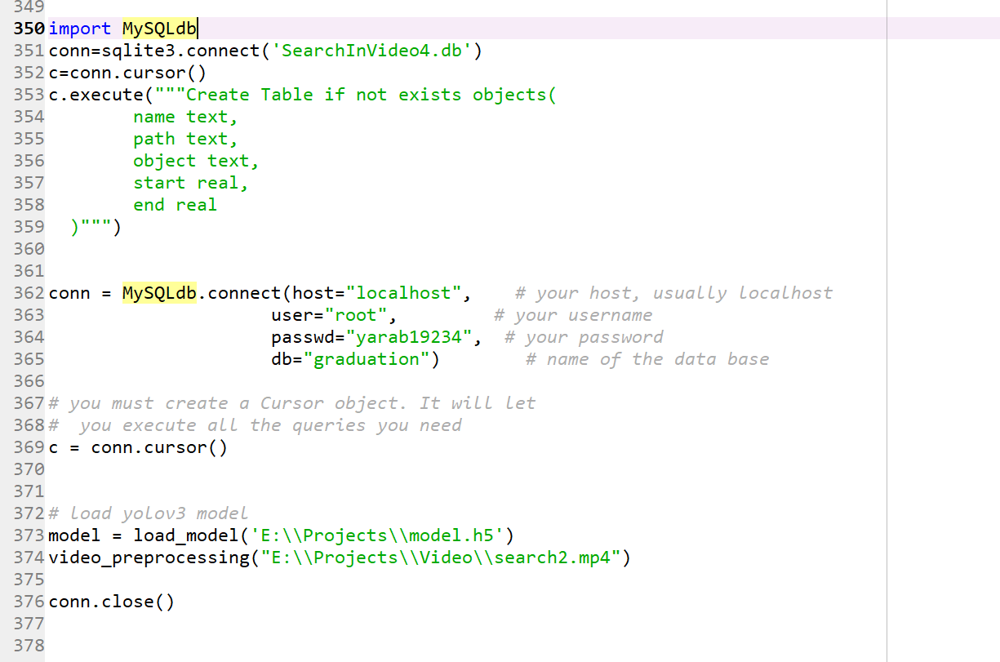 349
350 import MySQLdb
351 conn=sqlite3.connect('SearchInVideo4.db')
352 c=conn.cursor()
353 c.execute("""Create Table if not exists objects(
354         name text,
355         path text,
356         object text,
357         start real,
358         end real
359   )""")
360
361
362 conn = MySQLdb.connect(host="localhost",    # your host, usually localhost
363                      user="root",         # your username
364                      passwd="yarab19234",  # your password
365                      db="graduation")        # name of the data base
366
367 # you must create a Cursor object. It will let
368 #  you execute all the queries you need
369 c = conn.cursor()
370
371
372 # load yolov3 model
373 model = load_model('E:\\Projects\\model.h5')
374 video_preprocessing("E:\\Projects\\Video\\search2.mp4")
375
376 conn.close()
377
378